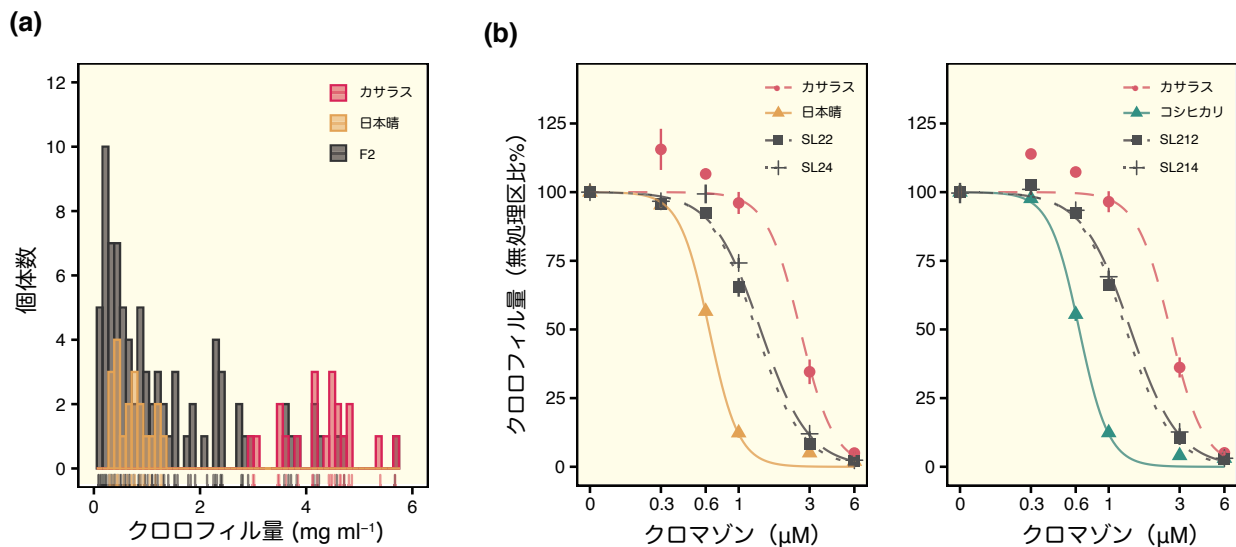 (a)
12
10
8
6
4
2
0
個体数
カサラス
日本晴
F2
0 2 4 6
クロロフィル量 (mg ml⁻¹)
(b)
クロロフィル量（無処理区比%）
125
100
75
50
25
0
カサラス
日本晴
SL22
SL24
0 0.3 0.6 1 3 6
クロマゾン（μM）
125
100
75
50
25
0
カサラス
コシヒカリ
SL212
SL214
0 0.3 0.6 1 3 6
クロマゾン（μM）